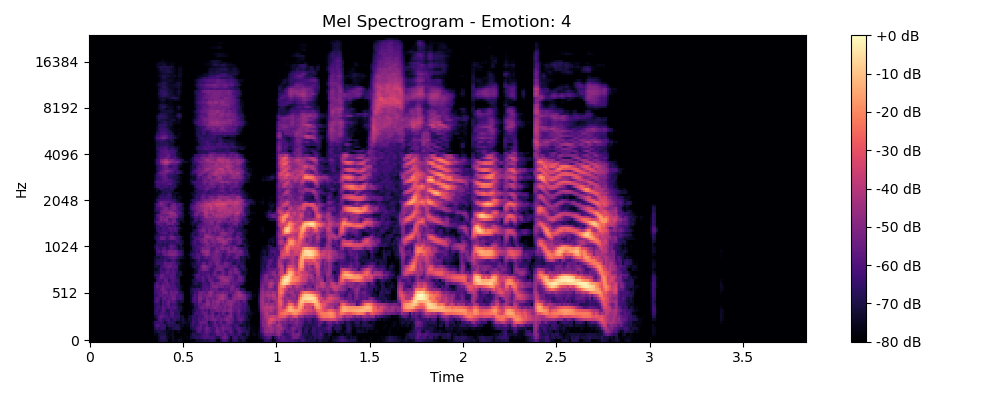 Mel Spectrogram - Emotion: 4
Hz
16384
8192
4096
2048
1024
512
0
0 0.5 1 1.5 2 2.5 3 3.5
Time
+0 dB
-10 dB
-20 dB
-30 dB
-40 dB
-50 dB
-60 dB
-70 dB
-80 dB